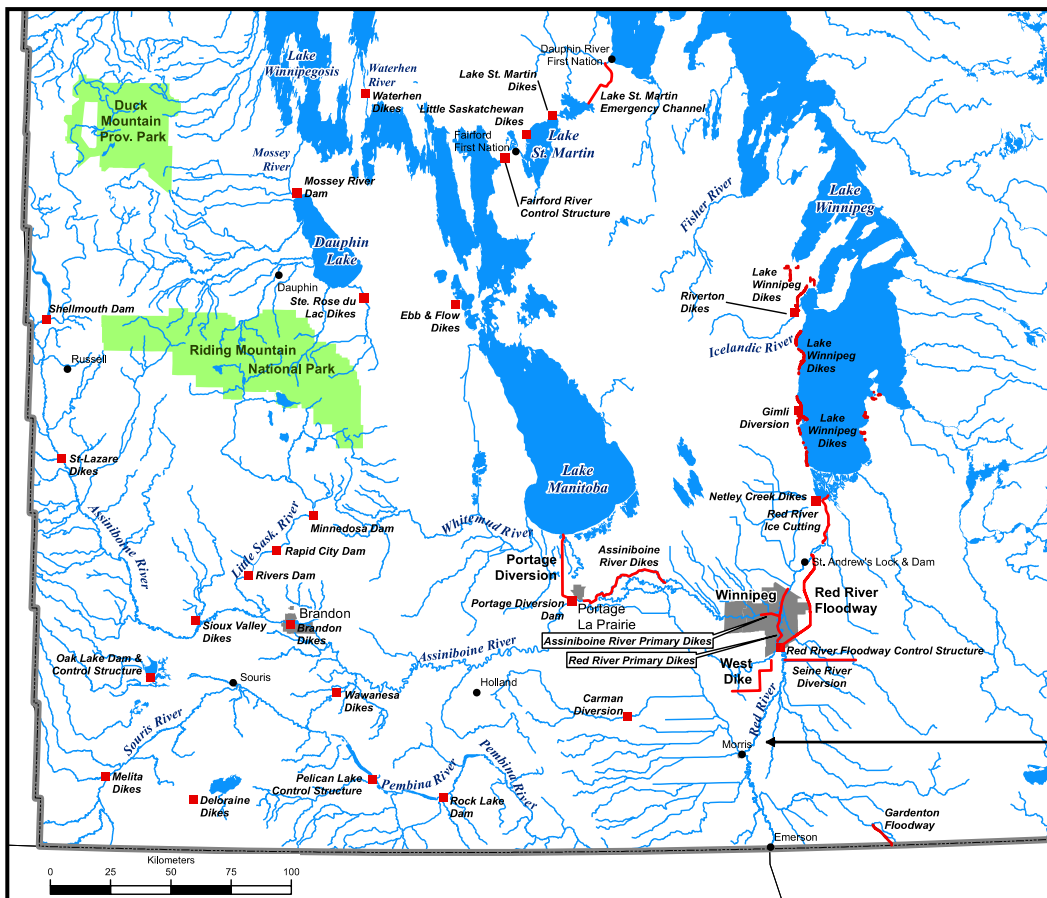 Dauphin River
First Nation
Lake
Winnipegosis
Waterhen
River
Waterhen
Dikes
Lake St. Martin
Dikes
Lake St. Martin
Emergency Channel
Little Saskatchewan
Dikes
Duck
Mountain
Prov. Park
Fairford
First Nation
Lake
St. Martin
Mossey
River
Mossey River
Dam
Fairford River
Control Structure
Fisher River
Lake
Winnipeg
Dauphin
Lake
Dauphin
Lake
Winnipeg
Dikes
Ste. Rose du
Lac Dikes
Ebb & Flow
Dikes
Riverton
Dikes
Shellmouth Dam
Icelandic River
Lake
Winnipeg
Dikes
Russell
Riding Mountain
National Park
Gimli
Diversion
Lake
Winnipeg
Dikes
St-Lazare
Dikes
Lake
Manitoba
Netley Creek Dikes
Red River
Ice Cutting
Assiniboine River
Little Sask. River
Minnedosa Dam
Whitemud River
Rapid City Dam
Rivers Dam
Portage
Diversion
Assiniboine
River Dikes
St. Andrew's Lock & Dam
Winnipeg
Red River
Floodway
Portage Diversion
Dam
Portage
La Prairie
Sioux Valley
Dikes
Brandon
Brandon
Dikes
Assiniboine River
Assiniboine River Primary Dikes
Red River Primary Dikes
Red River Floodway Control Structure
Oak Lake Dam &
Control Structure
Souris
Wawanesa
Dikes
Holland
West
Dike
Seine River
Diversion
Carman
Diversion
Red River
Souris River
Morris
Melita
Dikes
Deloraine
Dikes
Pelican Lake
Control Structure
Pembina River
Pembina River
Rock Lake
Dam
Gardenton
Floodway
Emerson
Kilometers
0 25 50 75 100